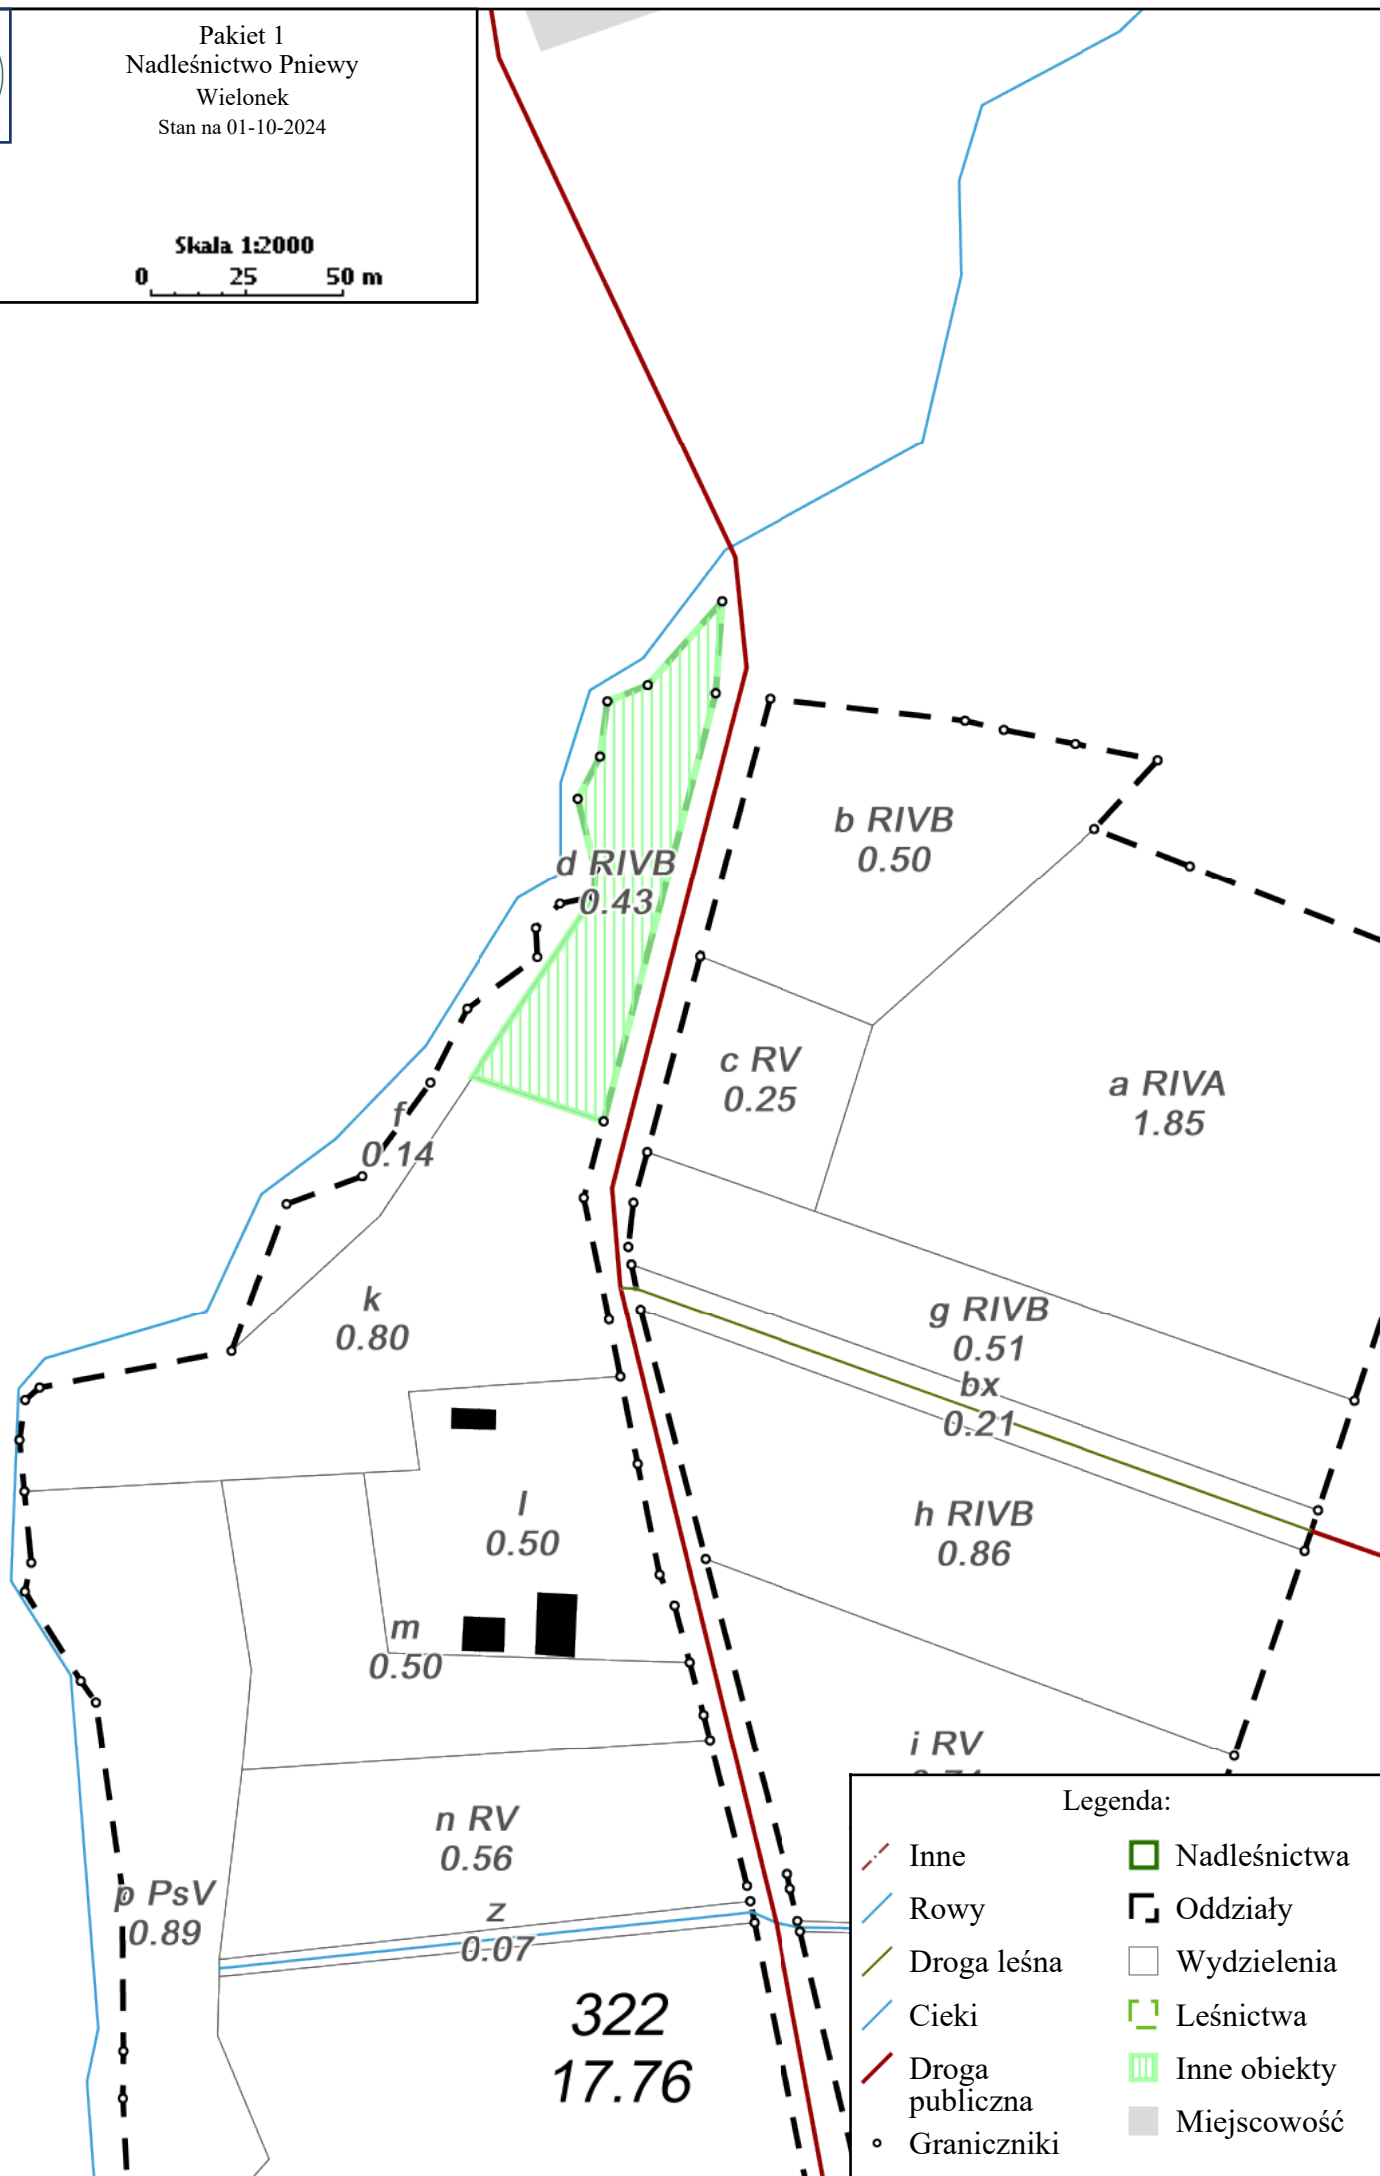 Pakiet 1
Nadleśnictwo Pniewy
Wielonek
Stan na 01-10-2024
Skala 1:2000
0 25 50 m
b RIVB
0.50
d RIVB
0.43
c RV
0.25
a RIVA
1.85
f
0.14
k
0.80
g RIVB
0.51
bx
0.21
l
0.50
h RIVB
0.86
m
0.50
i RV
n RV
0.56
p PsV
0.89
z
0.07
322
17.76
Legenda:
Inne
Rowy
Droga leśna
Cieki
Droga
publiczna
Graniczniki
Nadleśnictwa
Oddziały
Wydzielenia
Leśnictwa
Inne obiekty
Miejscowość